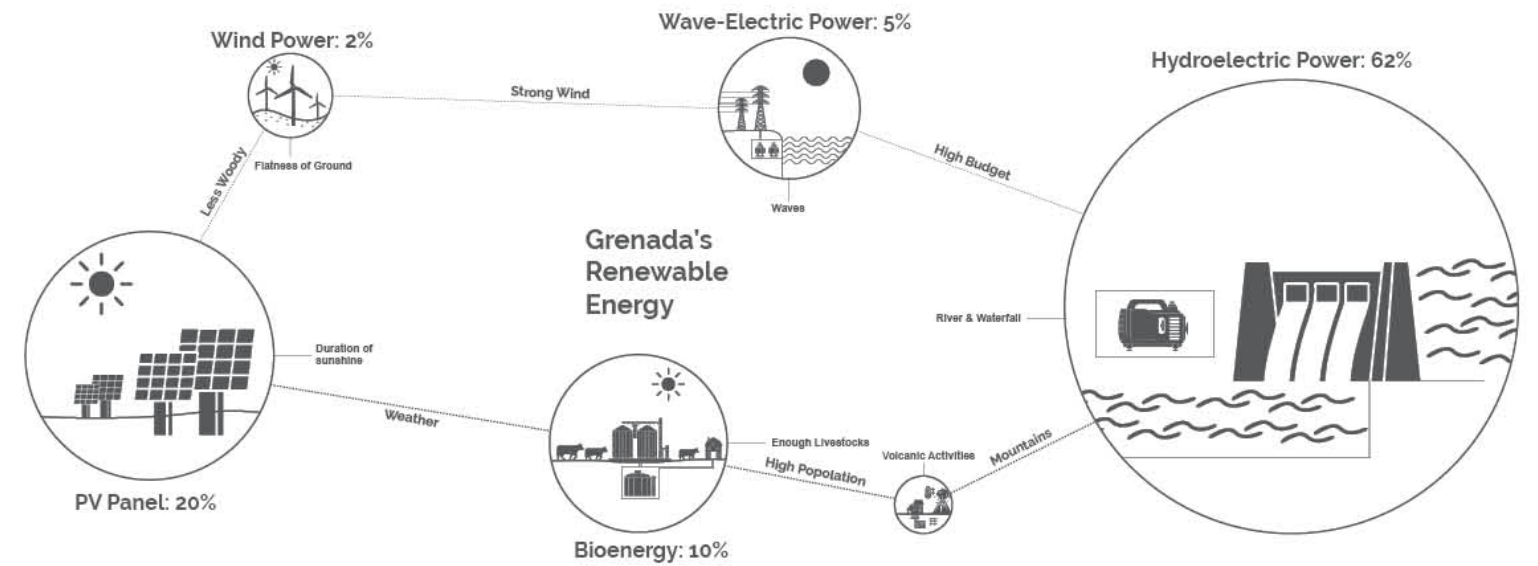 Wind Power: 2%
Wave-Electric Power: 5%
Hydroelectric Power: 62%
Strong Wind
High Budget
Less Woody
Flatness of Ground
Waves
Grenada's
Renewable
Energy
River & Waterfall
Duration of
sunshine
Weather
Enough Livestocks
High Popolation
Volcanic Activities
Mountains
PV Panel: 20%
Bioenergy: 10%